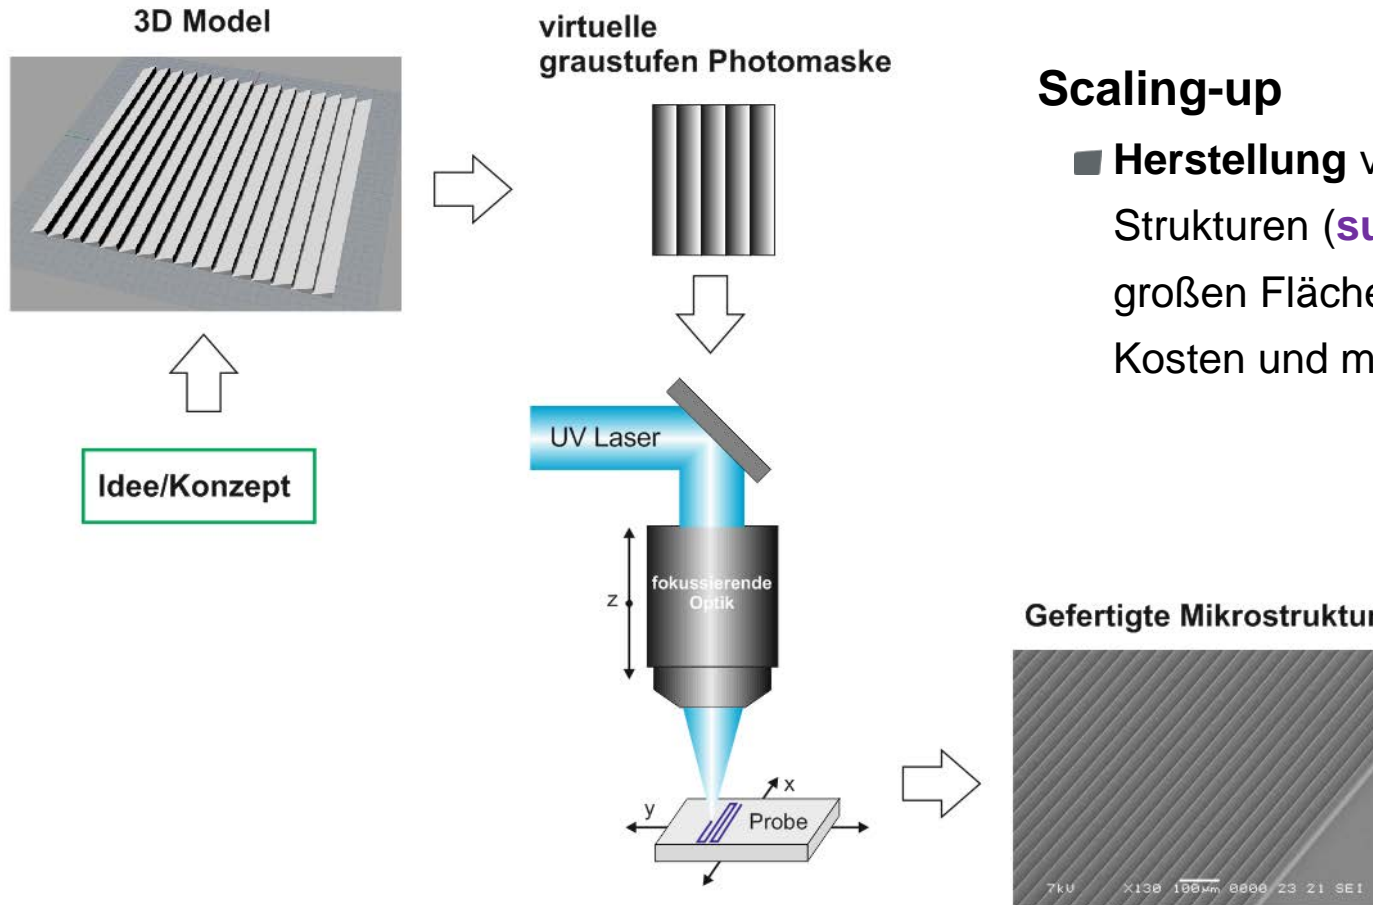 3D Model
virtuelle
graustufen Photomaske
Scaling-up
Herstellung
Strukturen (
großen
Kosten und
UV Laser
Idee/Konzept
fokussierende
Optik
z
x
y
Probe
Gefertigte
7kU X130 100µm 0000 23 21 SEI